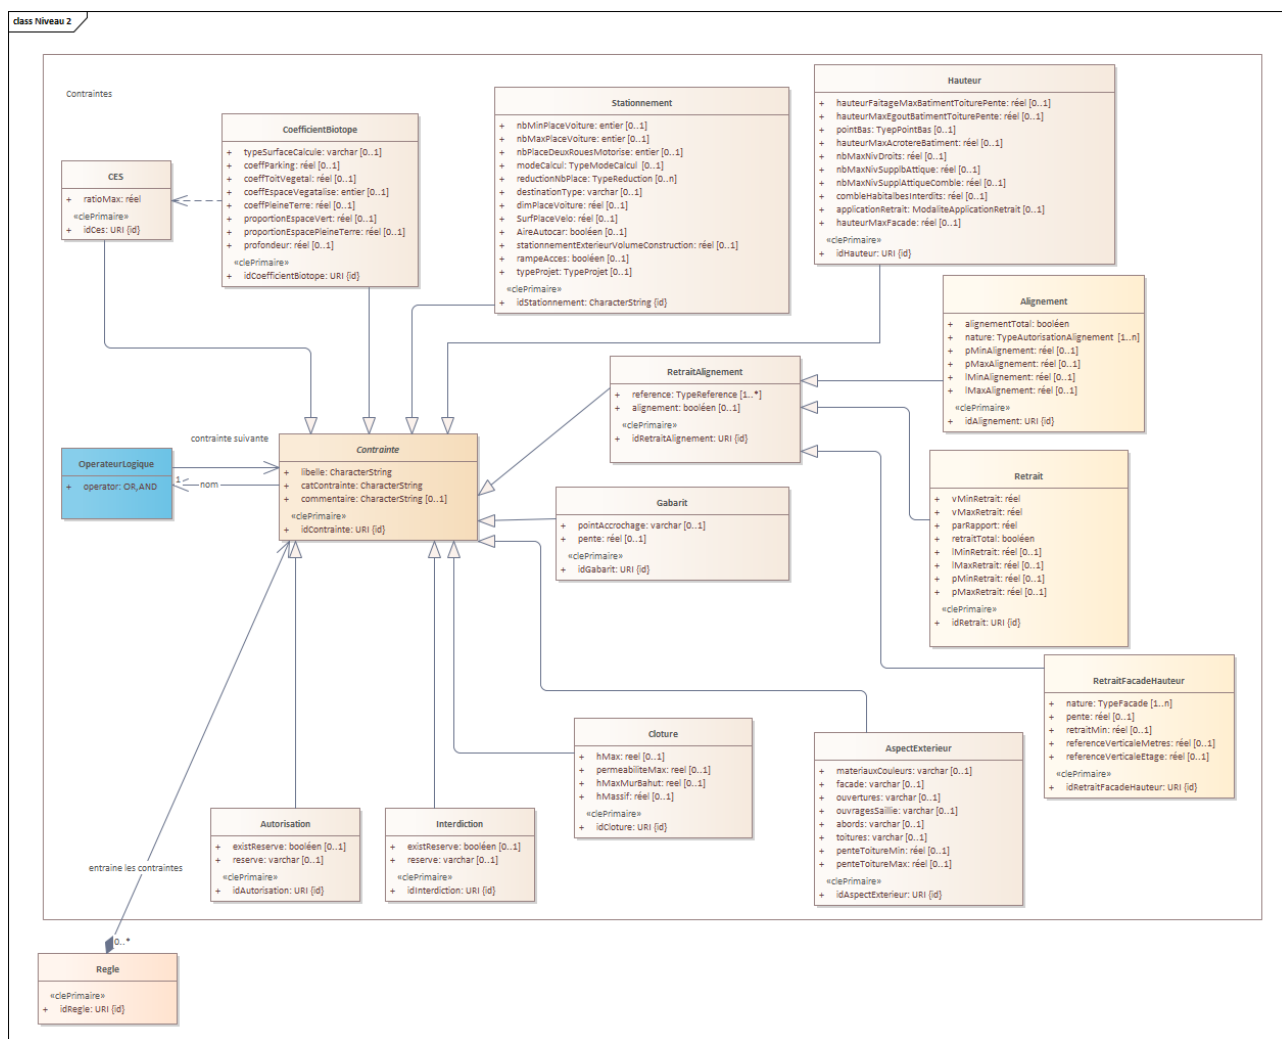 class Niveau 2
Contraintes
CES
+ ratioMax: réel
«clePrimaire»
+ idCes: URI {id}
CoefficientBiotope
+ typeSurfaceCalcule: varchar [0..1]
+ coeffParking: réel [0..1]
+ coeffToitVegetal: réel [0..1]
+ coeffEspaceVegatalise: entier [0..1]
+ coeffPleineTerre: réel [0..1]
+ proportionEspaceVert: réel [0..1]
+ proportionEspacePleineTerre: réel [0..1]
+ profondeur: réel [0..1]
«clePrimaire»
+ idCoefficientBiotope: URI {id}
Stationnement
+ nbMinPlaceVoiture: entier [0..1]
+ nbMaxPlaceVoiture: entier [0..1]
+ nbPlaceDeuxRouesMotorise: entier [0..1]
+ modeCalcul: TypeModeCalcul [0..1]
+ reductionNbPlace: TypeReduction [0..n]
+ destinationType: varchar [0..1]
+ dimPlaceVoiture: réel [0..1]
+ SurfPlaceVelo: réel [0..1]
+ AireAutocar: booléen [0..1]
+ stationnementExterieurVolumeConstruction: réel [0..1]
+ rampeAcces: booléen [0..1]
+ typeProjet: TypeProjet [0..1]
«clePrimaire»
+ idStationnement: CharacterString {id}
Hauteur
+ hauteurFaitageMaxBatimentToiturePente: réel [0..1]
+ hauteurMaxEgoutBatimentToiturePente: réel [0..1]
+ pointBas: TyepPointBas [0..1]
+ hauteurMaxAcrotereBatiment: réel [0..1]
+ nbMaxNivDroits: réel [0..1]
+ nbMaxNivSupplbAttique: réel [0..1]
+ nbMaxNivSupplAttiqueComble: réel [0..1]
+ combleHabitalbesInterdits: réel [0..1]
+ applicationRetrait: ModaliteApplicationRetrait [0..1]
+ hauteurMaxFacade: réel [0..1]
«clePrimaire»
+ idHauteur: URI {id}
Alignement
+ alignementTotal: booléen
+ nature: TypeAutorisationAlignement [1..n]
+ pMinAlignement: réel [0..1]
+ pMaxAlignement: réel [0..1]
+ lMinAlignement: réel [0..1]
+ lMaxAlignement: réel [0..1]
«clePrimaire»
+ idAlignement: URI {id}
RetraitAlignement
+ reference: TypeReference [1..*]
+ alignement: booléen [0..1]
«clePrimaire»
+ idRetraitAlignement: URI {id}
contrainte suivante
OperateurLogique
+ operator: OR,AND
1
nom
Contrainte
+ libelle: CharacterString
+ catContrainte: CharacterString
+ commentaire: CharacterString [0..1]
«clePrimaire»
+ idContrainte: URI {id}
Gabarit
+ pointAccrochage: varchar [0..1]
+ pente: réel [0..1]
«clePrimaire»
+ idGabarit: URI {id}
Retrait
+ vMinRetrait: réel
+ vMaxRetrait: réel
+ parRapport: réel
+ retraitTotal: booléen
+ lMinRetrait: réel [0..1]
+ lMaxRetrait: réel [0..1]
+ pMinRetrait: réel [0..1]
+ pMaxRetrait: réel [0..1]
«clePrimaire»
+ idRetrait: URI {id}
RetraitFacadeHauteur
+ nature: TypeFacade [1..n]
+ pente: réel [0..1]
+ retraitMin: réel [0..1]
+ referenceVerticaleMetres: réel [0..1]
+ referenceVerticaleEtage: réel [0..1]
«clePrimaire»
+ idRetraitFacadeHauteur: URI {id}
Cloture
+ hMax: reel [0..1]
+ permeabiliteMax: reel [0..1]
+ hMaxMurBahut: reel [0..1]
+ hMassif: réel [0..1]
«clePrimaire»
+ idCloture: URI {id}
AspectExterieur
+ materiauxCouleurs: varchar [0..1]
+ facade: varchar [0..1]
+ ouvertures: varchar [0..1]
+ ouvragesSaillie: varchar [0..1]
+ abords: varchar [0..1]
+ toitures: varchar [0..1]
+ penteToitureMin: réel [0..1]
+ penteToitureMax: réel [0..1]
«clePrimaire»
+ idAspectExterieur: URI {id}
Autorisation
+ existReserve: booléen [0..1]
+ reserve: varchar [0..1]
«clePrimaire»
+ idAutorisation: URI {id}
Interdiction
+ existReserve: booléen [0..1]
+ reserve: varchar [0..1]
«clePrimaire»
+ idInterdiction: URI {id}
entraine les contraintes
0..*
Regle
«clePrimaire»
+ idRegle: URI {id}